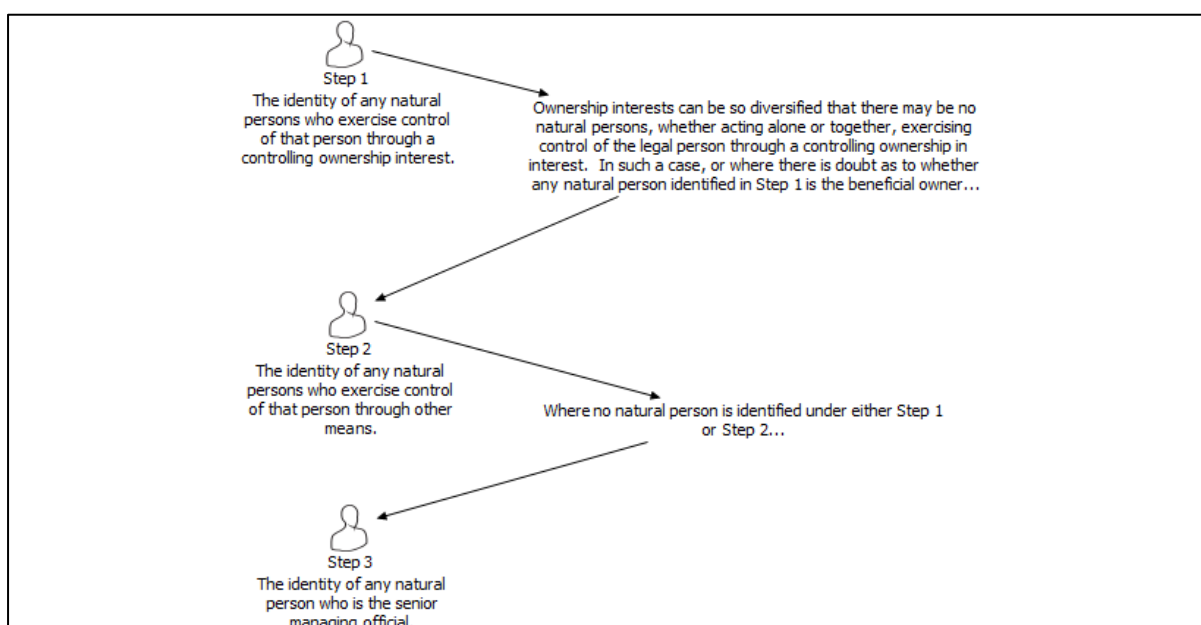 Step 1
The identity of any natural
persons who exercise control
of that person through a
controlling ownership interest.
Ownership interests can be so diversified that there may be no
natural persons, whether acting alone or together, exercising
control of the legal person through a controlling ownership in
interest. In such a case, or where there is doubt as to whether
any natural person identified in Step 1 is the beneficial owner...
Step 2
The identity of any natural
persons who exercise control
of that person through other
means.
Where no natural person is identified under either Step 1
or Step 2...
Step 3
The identity of any natural
person who is the senior
managing official.